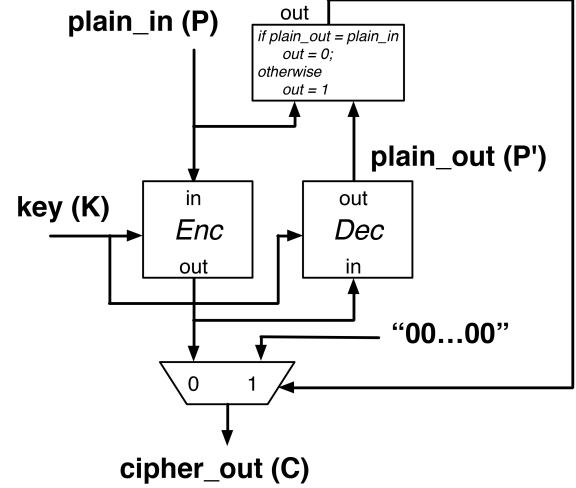 out
plain_in (P)
if plain_out = plain_in
out = 0;
otherwise
out = 1
plain_out (P')
key (K)
in
Enc
out
out
Dec
in
“00...00”
0 1
cipher_out (C)